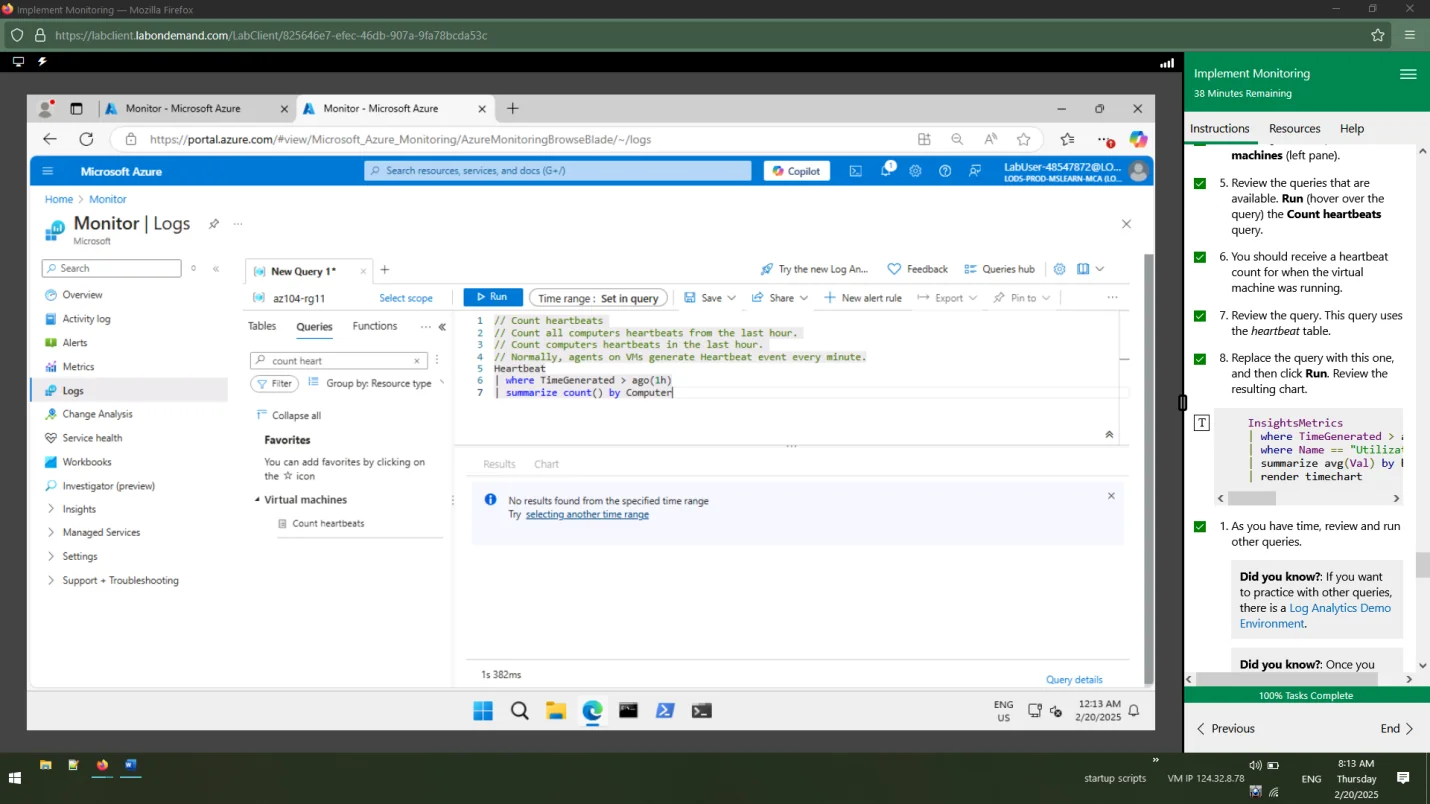 Implement Monitoring — Mozilla Firefox
https://labclient.labondemand.com/LabClient/825646e7-efec-46db-907a-9fa78bcda53c
Monitor - Microsoft Azure
Monitor - Microsoft Azure
https://portal.azure.com/#view/Microsoft_Azure_Monitoring/AzureMonitoringBrowseBlade/~/logs
Microsoft Azure
Search resources, services, and docs (G+/)
Copilot
1
LabUser-48547872@LO...
LODS-PROD-MSLEARN-MCA (LO...
Home > Monitor
Monitor | Logs
Microsoft
Search
Overview
Activity log
Alerts
Metrics
Logs
Change Analysis
Service health
Workbooks
Investigator (preview)
Insights
Managed Services
Settings
Support + Troubleshooting
New Query 1*
Try the new Log An...
Feedback
Queries hub
az104-rg11
Select scope
Run
Time range : Set in query
Save
Share
New alert rule
Export
Pin to
Tables
Queries
Functions
count heart
Filter
Group by: Resource type
Collapse all
Favorites
You can add favorites by clicking on
the ☆ icon
Virtual machines
Count heartbeats
1 // Count heartbeats
2 // Count all computers heartbeats from the last hour.
3 // Count computers heartbeats in the last hour.
4 // Normally, agents on VMs generate Heartbeat event every minute.
5 Heartbeat
6 | where TimeGenerated > ago(1h)
7 | summarize count() by Computer
Results
Chart
No results found from the specified time range
Try selecting another time range
1s 382ms
Query details
ENG
US
12:13 AM
2/20/2025
Implement Monitoring
38 Minutes Remaining
Instructions
Resources
Help
machines (left pane).
5. Review the queries that are
available. Run (hover over the
query) the Count heartbeats
query.
6. You should receive a heartbeat
count for when the virtual
machine was running.
7. Review the query. This query uses
the heartbeat table.
8. Replace the query with this one,
and then click Run. Review the
resulting chart.
T
InsightsMetrics
| where TimeGenerated >
| where Name == "Utiliza
| summarize avg(Val) by
| render timechart
1. As you have time, review and run
other queries.
Did you know?: If you want
to practice with other queries,
there is a Log Analytics Demo
Environment.
Did you know?: Once you
100% Tasks Complete
Previous
End
startup scripts
VM IP 124.32.8.78
ENG
8:13 AM
Thursday
2/20/2025